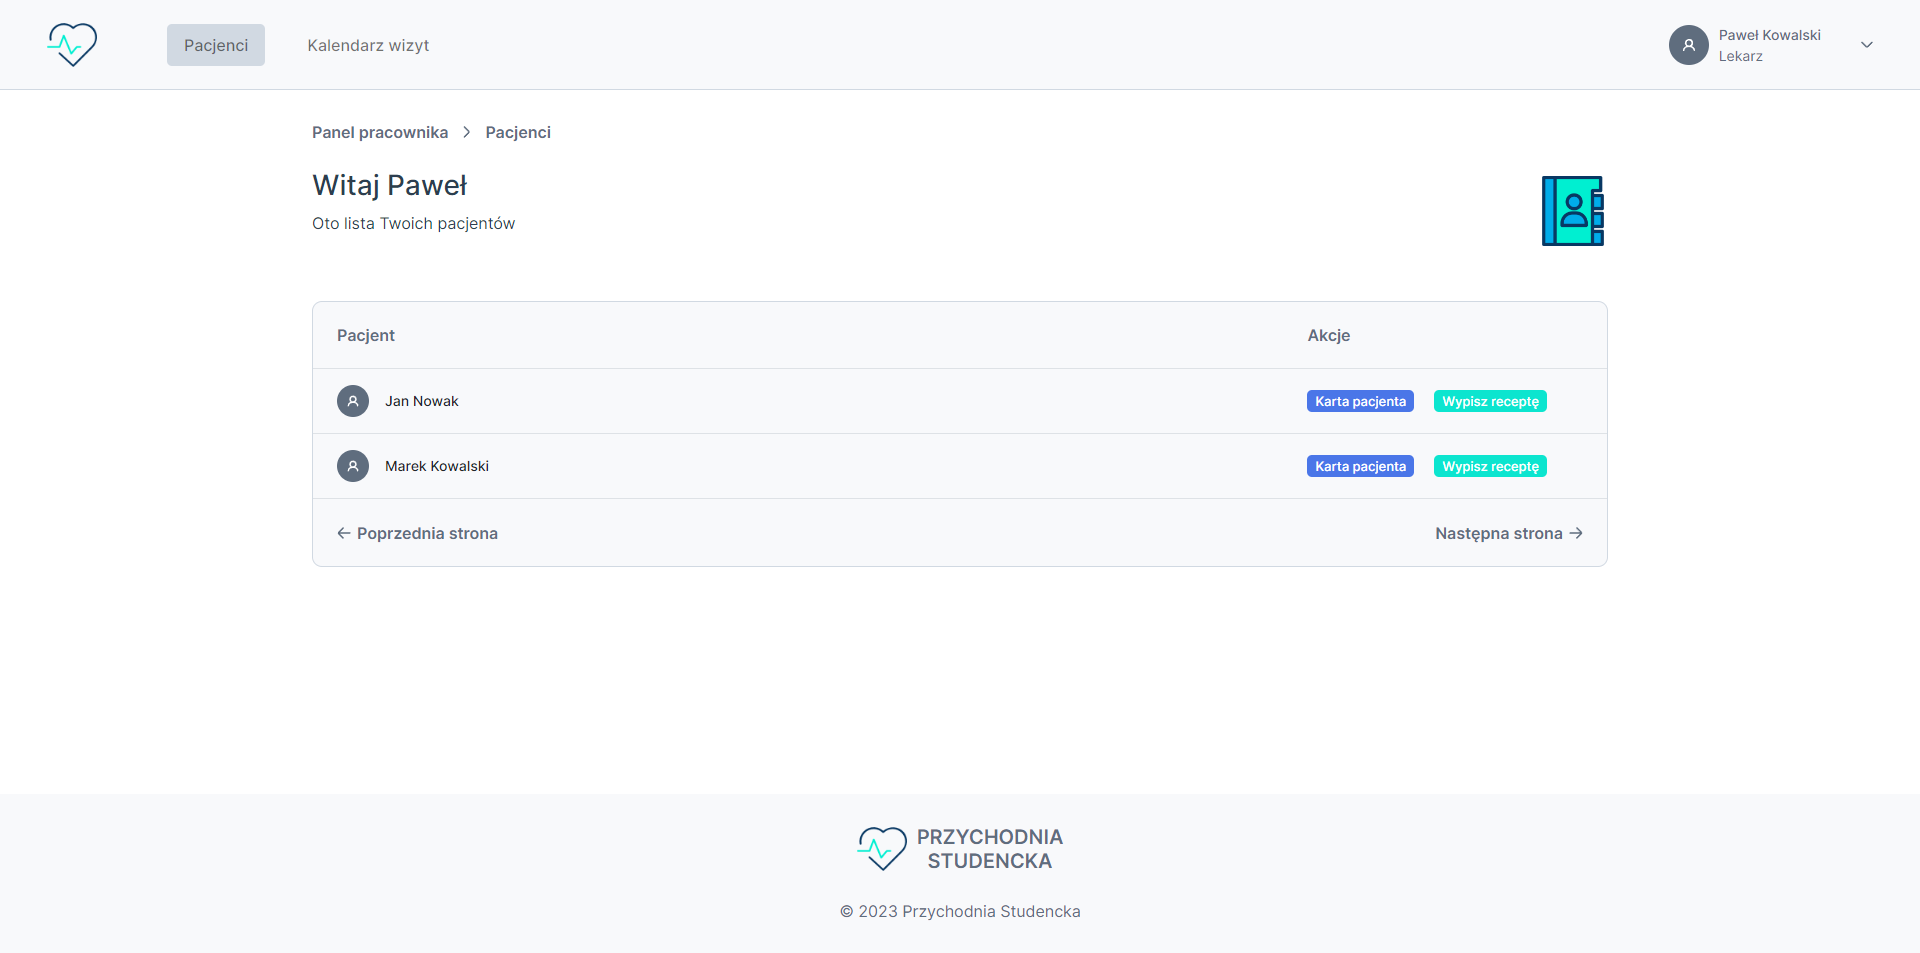 Pacjenci
Kalendarz wizyt
Paweł Kowalski
Lekarz
Panel pracownika > Pacjenci
Witaj Paweł
Oto lista Twoich pacjentów
Pacjent Akcje
Jan Nowak Karta pacjenta Wypisz receptę
Marek Kowalski Karta pacjenta Wypisz receptę
← Poprzednia strona Następna strona →
PRZYCHODNIA
STUDENCKA
© 2023 Przychodnia Studencka